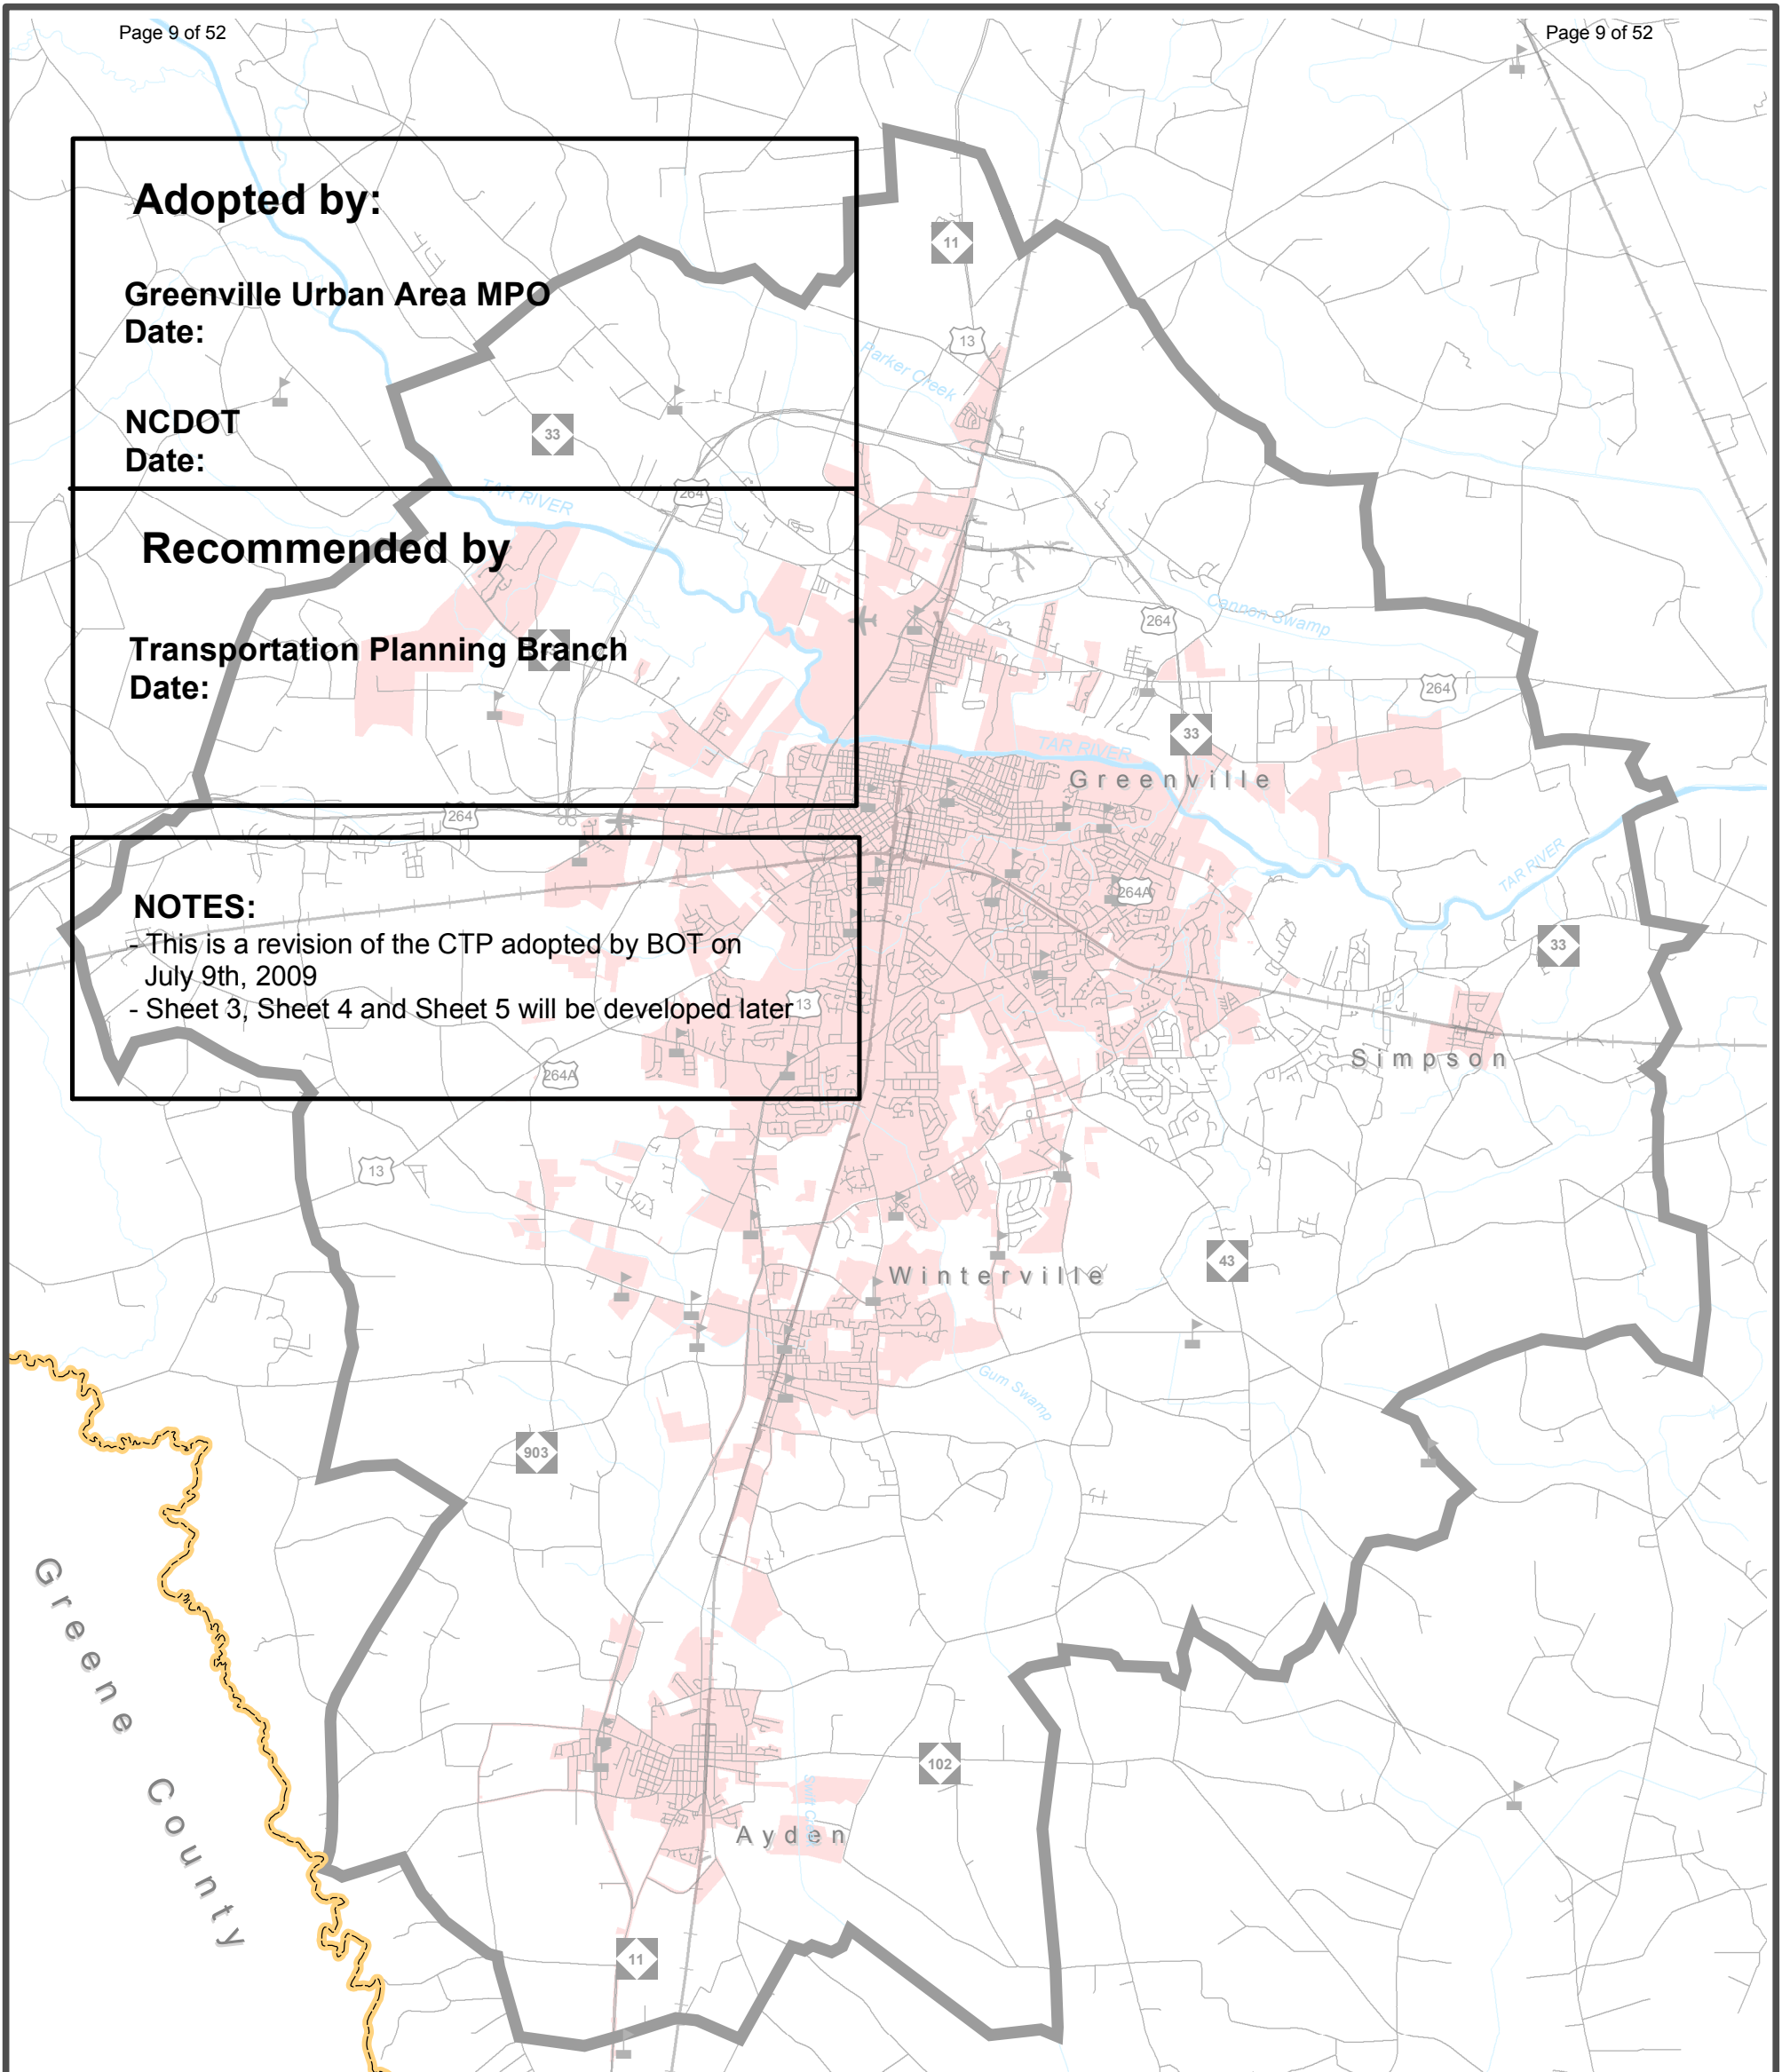 Page 9 of 52
Page 9 of 52
Adopted by:
Greenville Urban Area MPO
Date:
NCDOT
Date:
Recommended by
Transportation Planning Branch
Date:
NOTES:
- This is a revision of the CTP adopted by BOT on
July 9th, 2009
- Sheet 3, Sheet 4 and Sheet 5 will be developed later
11
13
Parker Creek
33
264
TAR RIVER
264
Cannon Swamp
264
33
TAR RIVER
Greenville
264
264A
TAR RIVER
33
13
Simpson
264A
13
43
Winterville
Gum Swamp
903
Greene County
102
Swift
Ayden
11